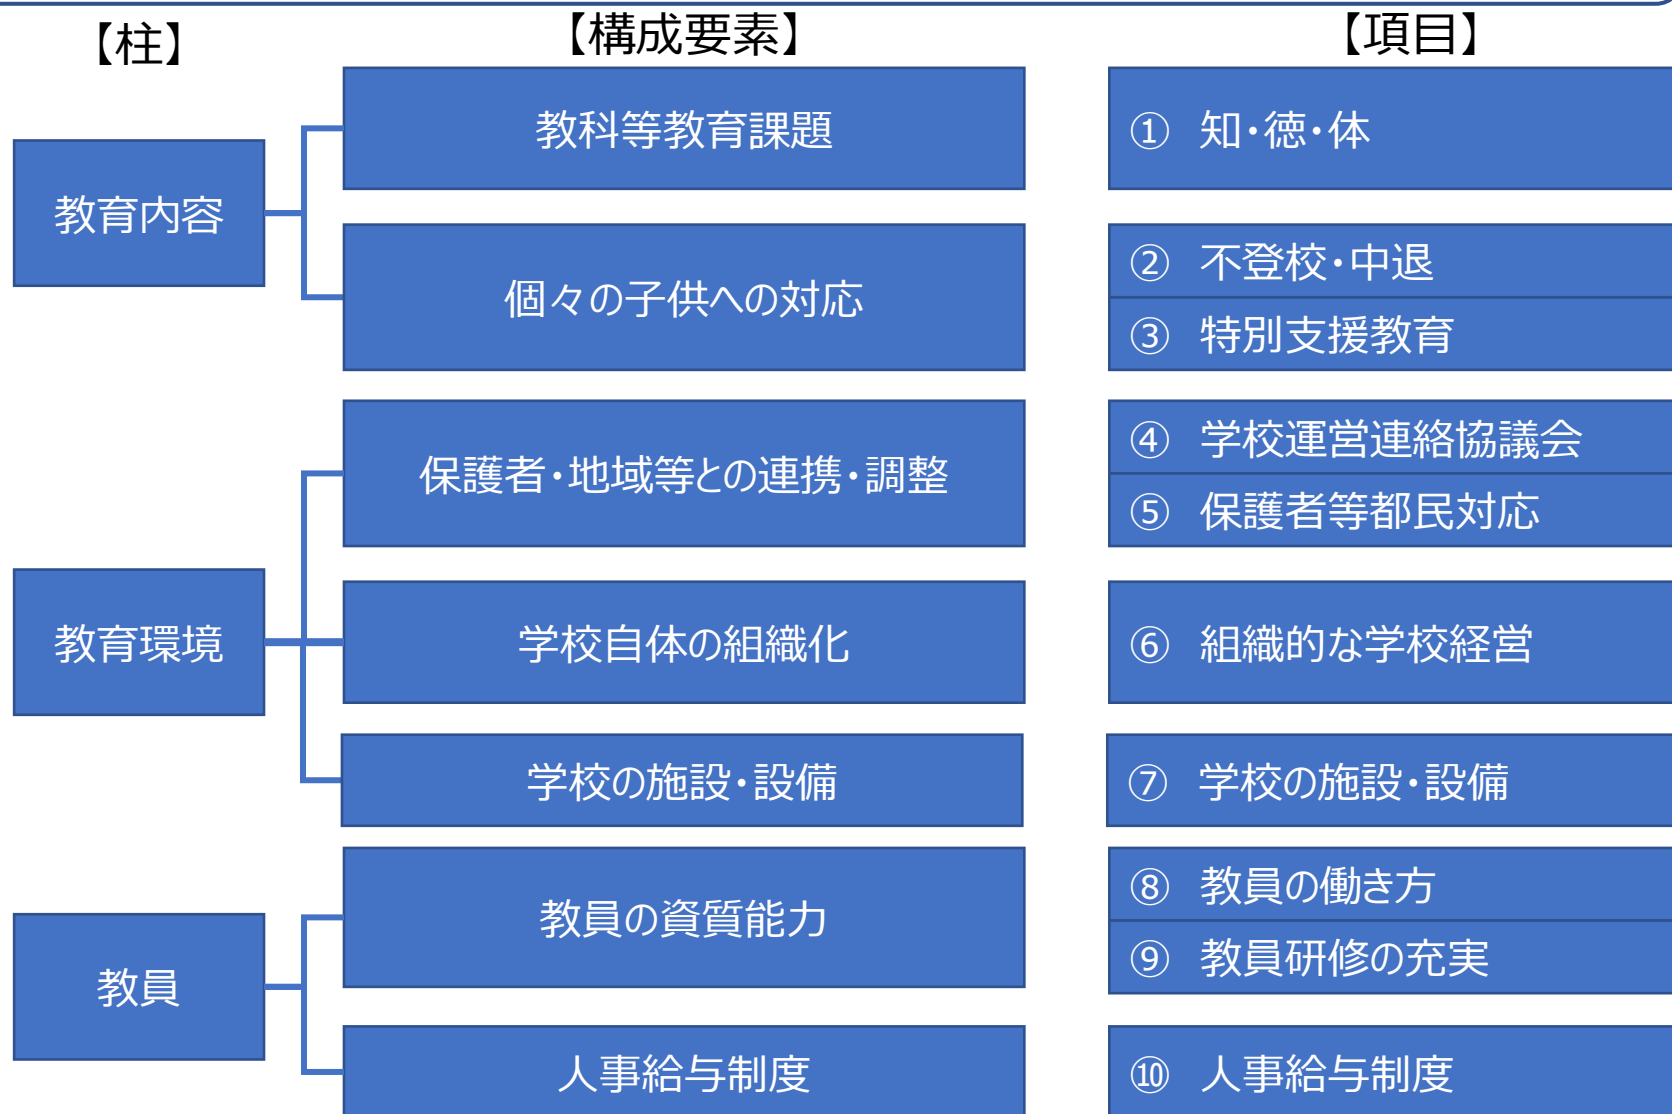 【柱】
【構成要素】
【項目】
教育内容
教科等教育課題
① 知・徳・体
個々の子供への対応
② 不登校・中退
③ 特別支援教育
教育環境
保護者・地域等との連携・調整
④ 学校運営連絡協議会
⑤ 保護者等都民対応
学校自体の組織化
⑥ 組織的な学校経営
学校の施設・設備
⑦ 学校の施設・設備
教員
教員の資質能力
⑧ 教員の働き方
⑨ 教員研修の充実
人事給与制度
⑩ 人事給与制度